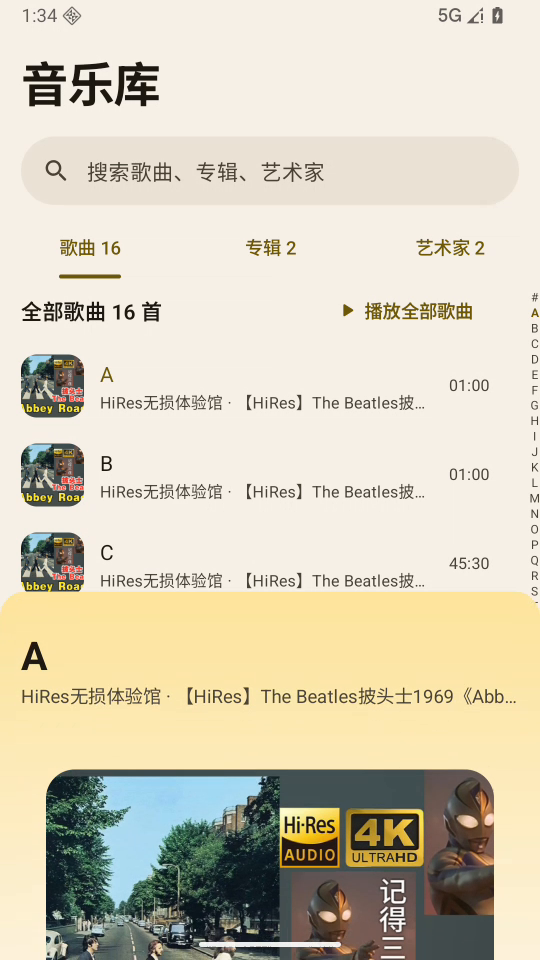 1:34
5G
音乐库
搜索歌曲、专辑、艺术家
歌曲 16
专辑 2
艺术家 2
全部歌曲 16 首
播放全部歌曲
A
HiRes无损体验馆 · 【HiRes】The Beatles披…
01:00
B
HiRes无损体验馆 · 【HiRes】The Beatles披…
01:00
C
HiRes无损体验馆 · 【HiRes】The Beatles披…
45:30
#
A
B
C
D
E
F
G
H
I
J
K
L
M
N
O
P
Q
R
S
A
HiRes无损体验馆 · 【HiRes】The Beatles披头士1969《Abb…
Hi-Res
AUDIO
4K
ULTRAHD
记得三